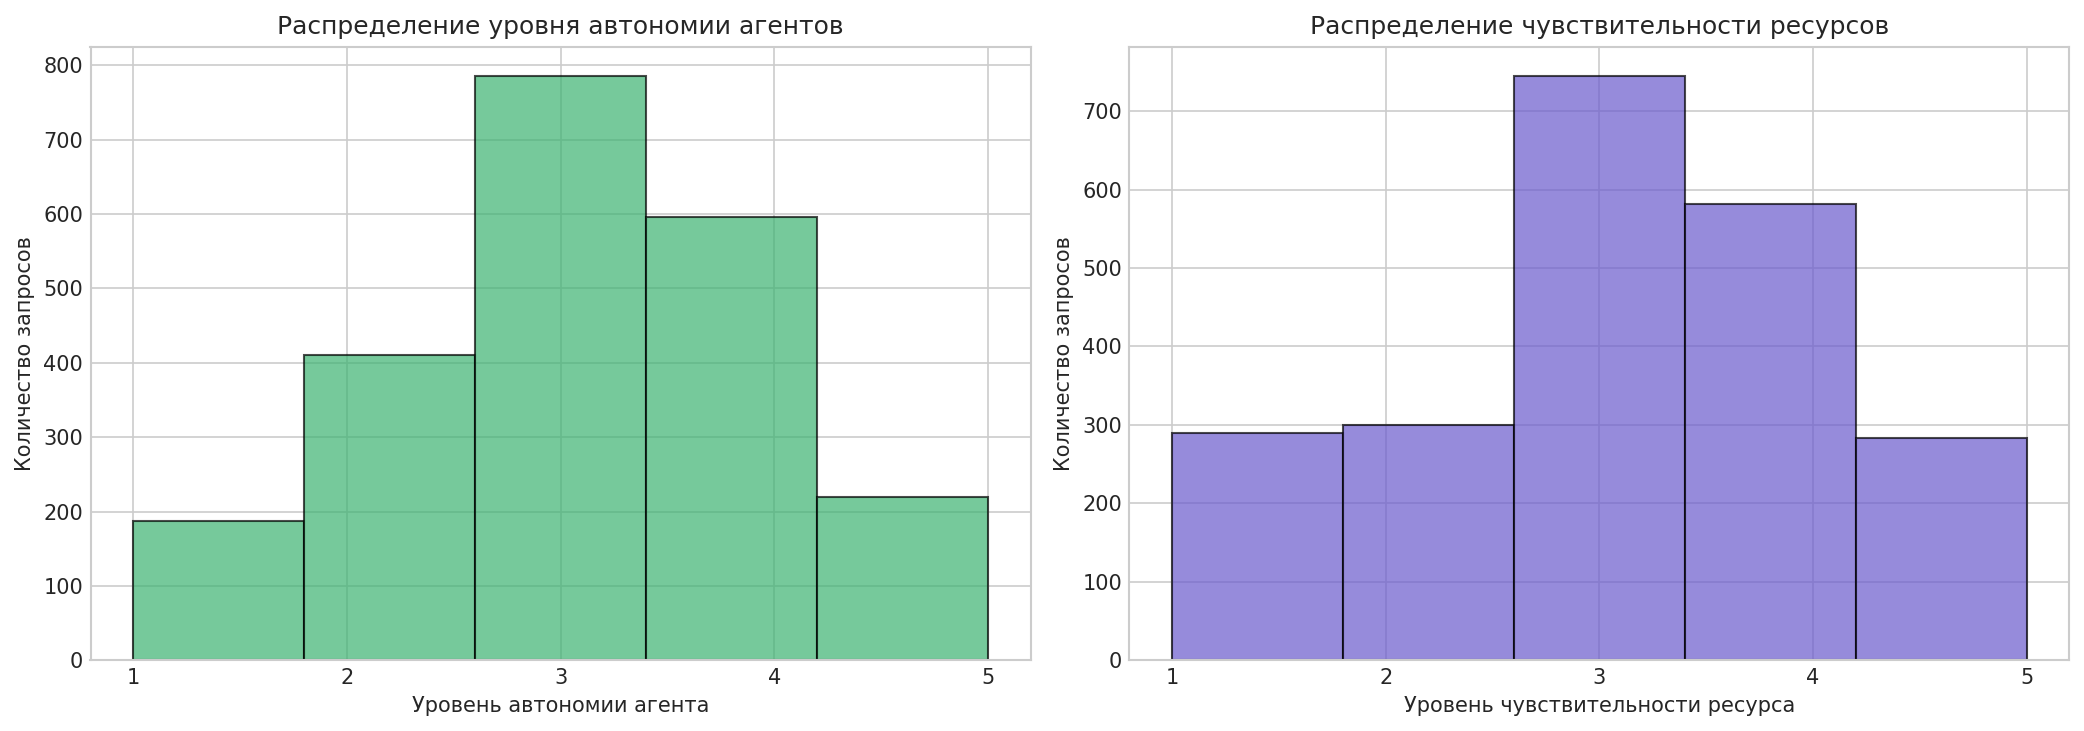 Распределение уровня автономии агентов
Количество запросов
800
700
600
500
400
300
200
100
0
1 2 3 4 5
Уровень автономии агента
Распределение чувствительности ресурсов
Количество запросов
700
600
500
400
300
200
100
0
1 2 3 4 5
Уровень чувствительности ресурса